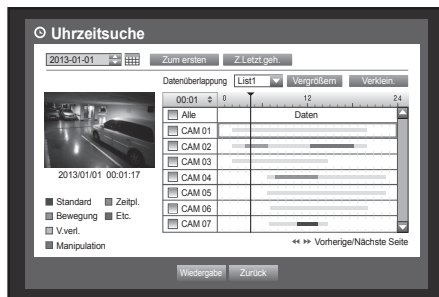 Uhrzeitsuche
2013-01-01 Zum ersten Z.Letzt.geh.
Datenüberlappung List1 Vergrößern Verklein.
00:01 0 12 24
Alle Daten
CAM 01
CAM 02
CAM 03
CAM 04
CAM 05
CAM 06
CAM 07
2013/01/01 00:01:17
Standard Zeitpl.
Bewegung Etc.
V.verl.
Manipulation
Vorherige/Nächste Seite
Wiedergabe Zurück